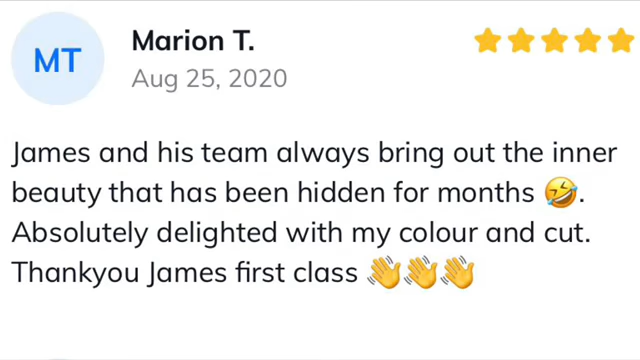 MT
Marion T.
Aug 25, 2020
James and his team always bring out the inner
beauty that has been hidden for months 🤣.
Absolutely delighted with my colour and cut.
Thankyou James first class 👋👋👋